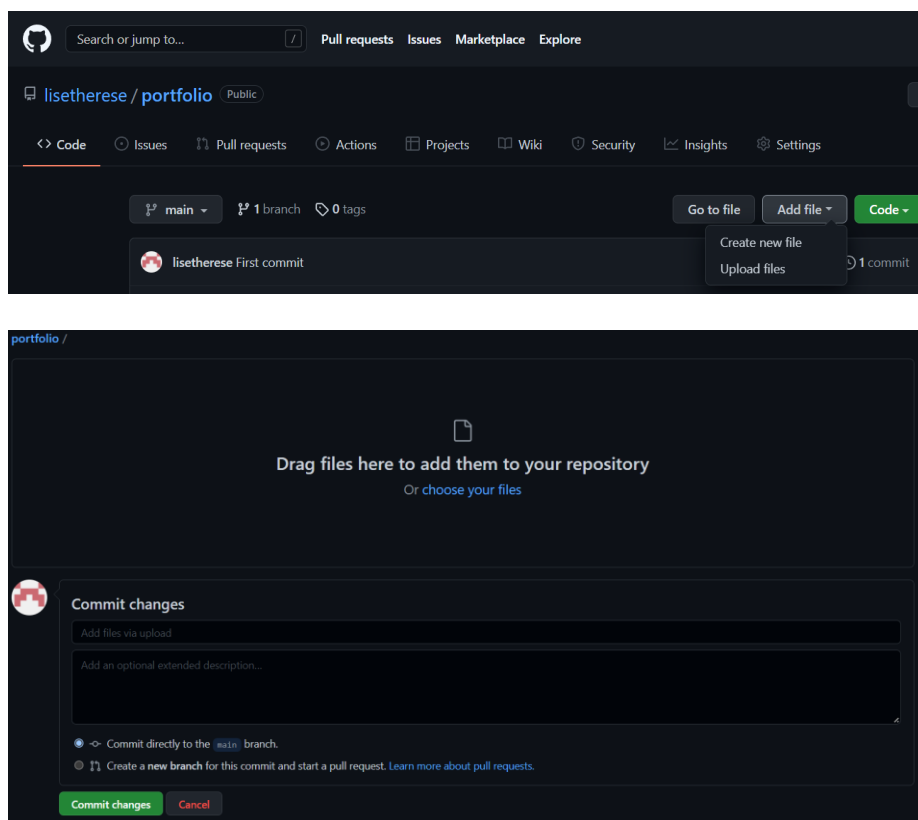 Search or jump to... / Pull requests Issues Marketplace Explore
lisetherese / portfolio Public
<> Code Issues Pull requests Actions Projects Wiki Security Insights Settings
main 1 branch 0 tags Go to file Add file Code
lisetherese First commit 1 commit
Create new file
Upload files
portfolio /
Drag files here to add them to your repository
Or choose your files
Commit changes
Add files via upload
Add an optional extended description...
Commit directly to the main branch.
Create a new branch for this commit and start a pull request. Learn more about pull requests.
Commit changes Cancel